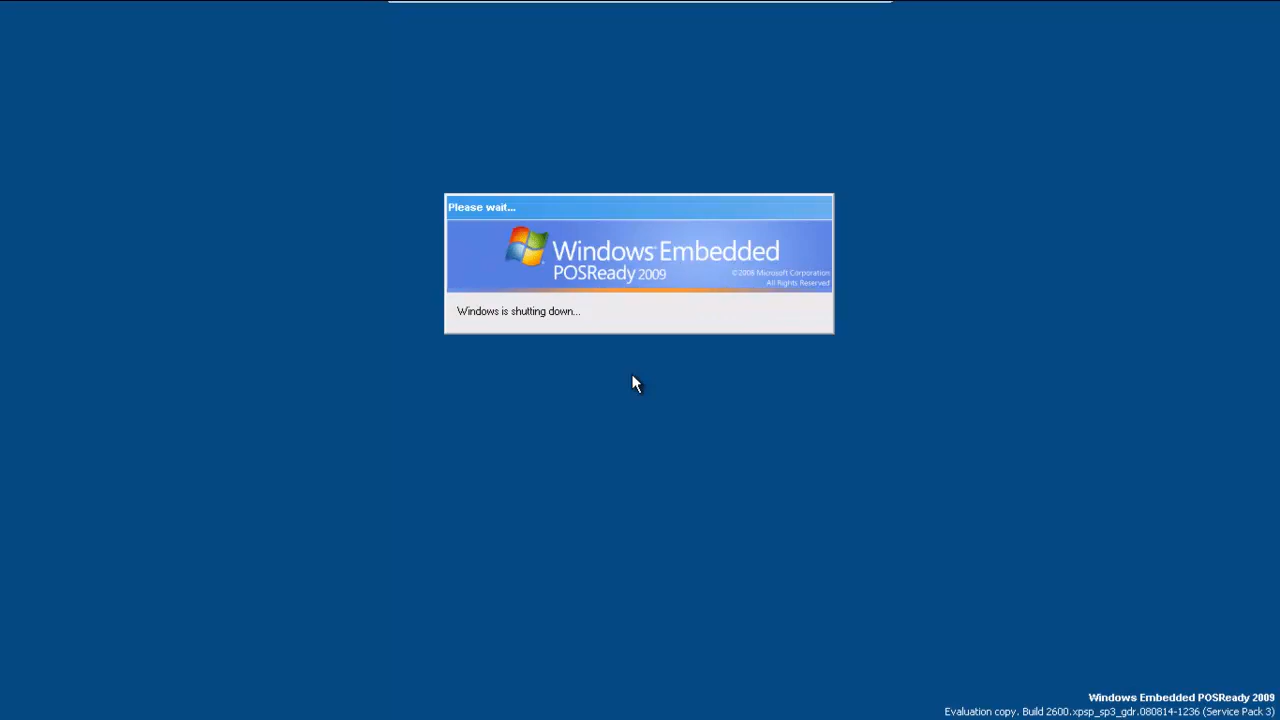 Please wait...
Windows Embedded
POSReady 2009
©2008 Microsoft Corporation
All Rights Reserved
Windows is shutting down...
Windows Embedded POSReady 2009
Evaluation copy. Build 2600.xpsp_sp3_gdr.080814-1236 (Service Pack 3)